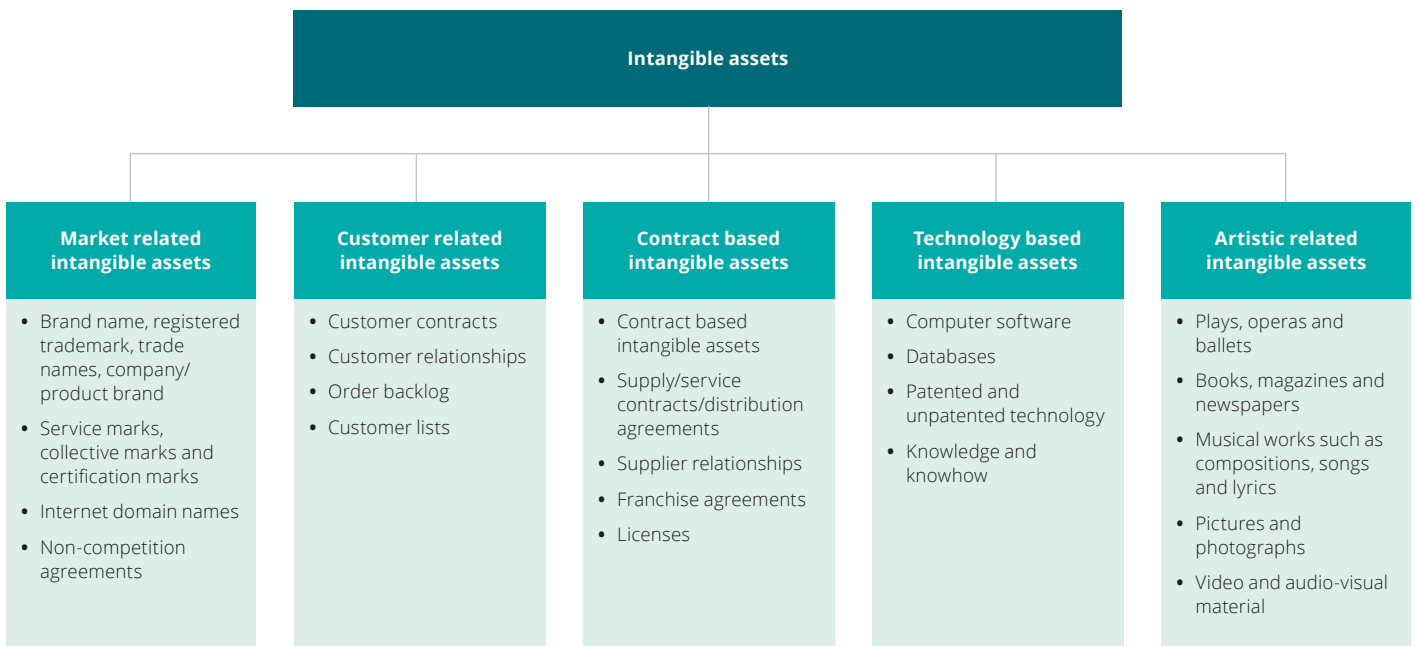 Intangible assets
Market related
intangible assets
• Brand name, registered
trademark, trade
names, company/
product brand
• Service marks,
collective marks and
certification marks
• Internet domain names
• Non-competition
agreements
Customer related
intangible assets
• Customer contracts
• Customer relationships
• Order backlog
• Customer lists
Contract based
intangible assets
• Contract based
intangible assets
• Supply/service
contracts/distribution
agreements
• Supplier relationships
• Franchise agreements
• Licenses
Technology based
intangible assets
• Computer software
• Databases
• Patented and
unpatented technology
• Knowledge and
knowhow
Artistic related
intangible assets
• Plays, operas and
ballets
• Books, magazines and
newspapers
• Musical works such as
compositions, songs
and lyrics
• Pictures and
photographs
• Video and audio-visual
material